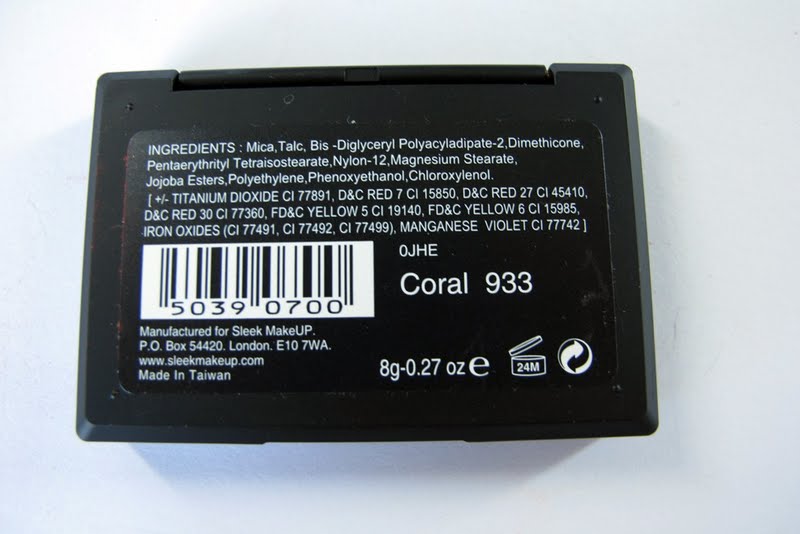 INGREDIENTS : Mica,Talc, Bis -Diglyceryl Polyacyladipate-2,Dimethicone,
Pentaerythrityl Tetraisostearate,Nylon-12,Magnesium Stearate,
Jojoba Esters,Polyethylene,Phenoxyethanol,Chloroxylenol.
[ +/- TITANIUM DIOXIDE CI 77891, D&C RED 7 CI 15850, D&C RED 27 CI 45410,
D&C RED 30 CI 77360, FD&C YELLOW 5 CI 19140, FD&C YELLOW 6 CI 15985,
IRON OXIDES (CI 77491, CI 77492, CI 77499), MANGANESE VIOLET CI 77742 ]
0JHE
Coral 933
5039 0700
Manufactured for Sleek MakeUP.
P.O. Box 54420. London. E10 7WA.
www.sleekmakeup.com
Made In Taiwan
8g-0.27 oz e
24M